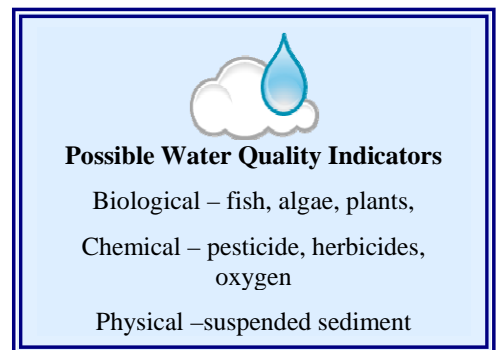 Possible Water Quality Indicators
Biological – fish, algae, plants,
Chemical – pesticide, herbicides,
oxygen
Physical –suspended sediment